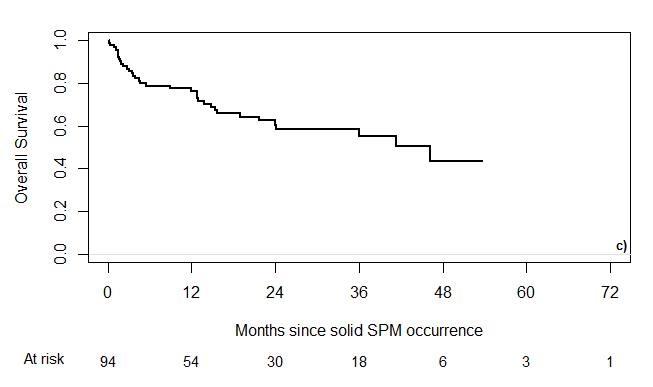 Overall Survival
1.0
0.8
0.6
0.4
0.2
0.0
c)
0 12 24 36 48 60 72
Months since solid SPM occurrence
At risk 94 54 30 18 6 3 1